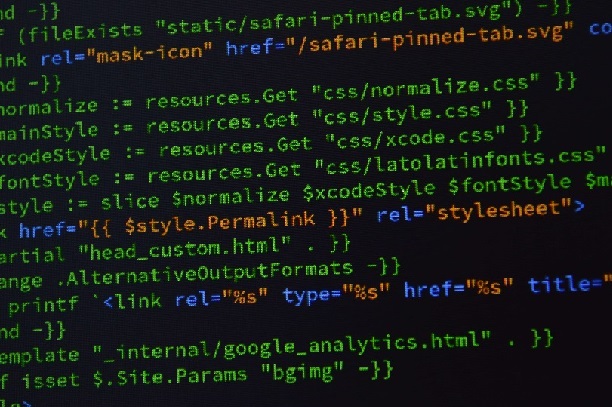 nd -}}
f (fileExists "static/safari-pinned-tab.svg") -}}
ink rel="mask-icon" href="/safari-pinned-tab.svg" co
nd -}}
normalize := resources.Get "css/normalize.css" }}
mainStyle := resources.Get "css/style.css" }}
xcodeStyle := resources.Get "css/xcode.css" }}
fontStyle := resources.Get "css/latolatinfonts.css"
style := slice $normalize $xcodeStyle $fontStyle $ma
k href="{{ $style.Permalink }}" rel="stylesheet">
artial "head_custom.html" . }}
ange .AlternativeOutputFormats -}}
printf `<link rel="%s" type="%s" href="%s" title="
nd -}}
emplate "_internal/google_analytics.html" . }}
f isset $.Site.Params "bgimg" -}}